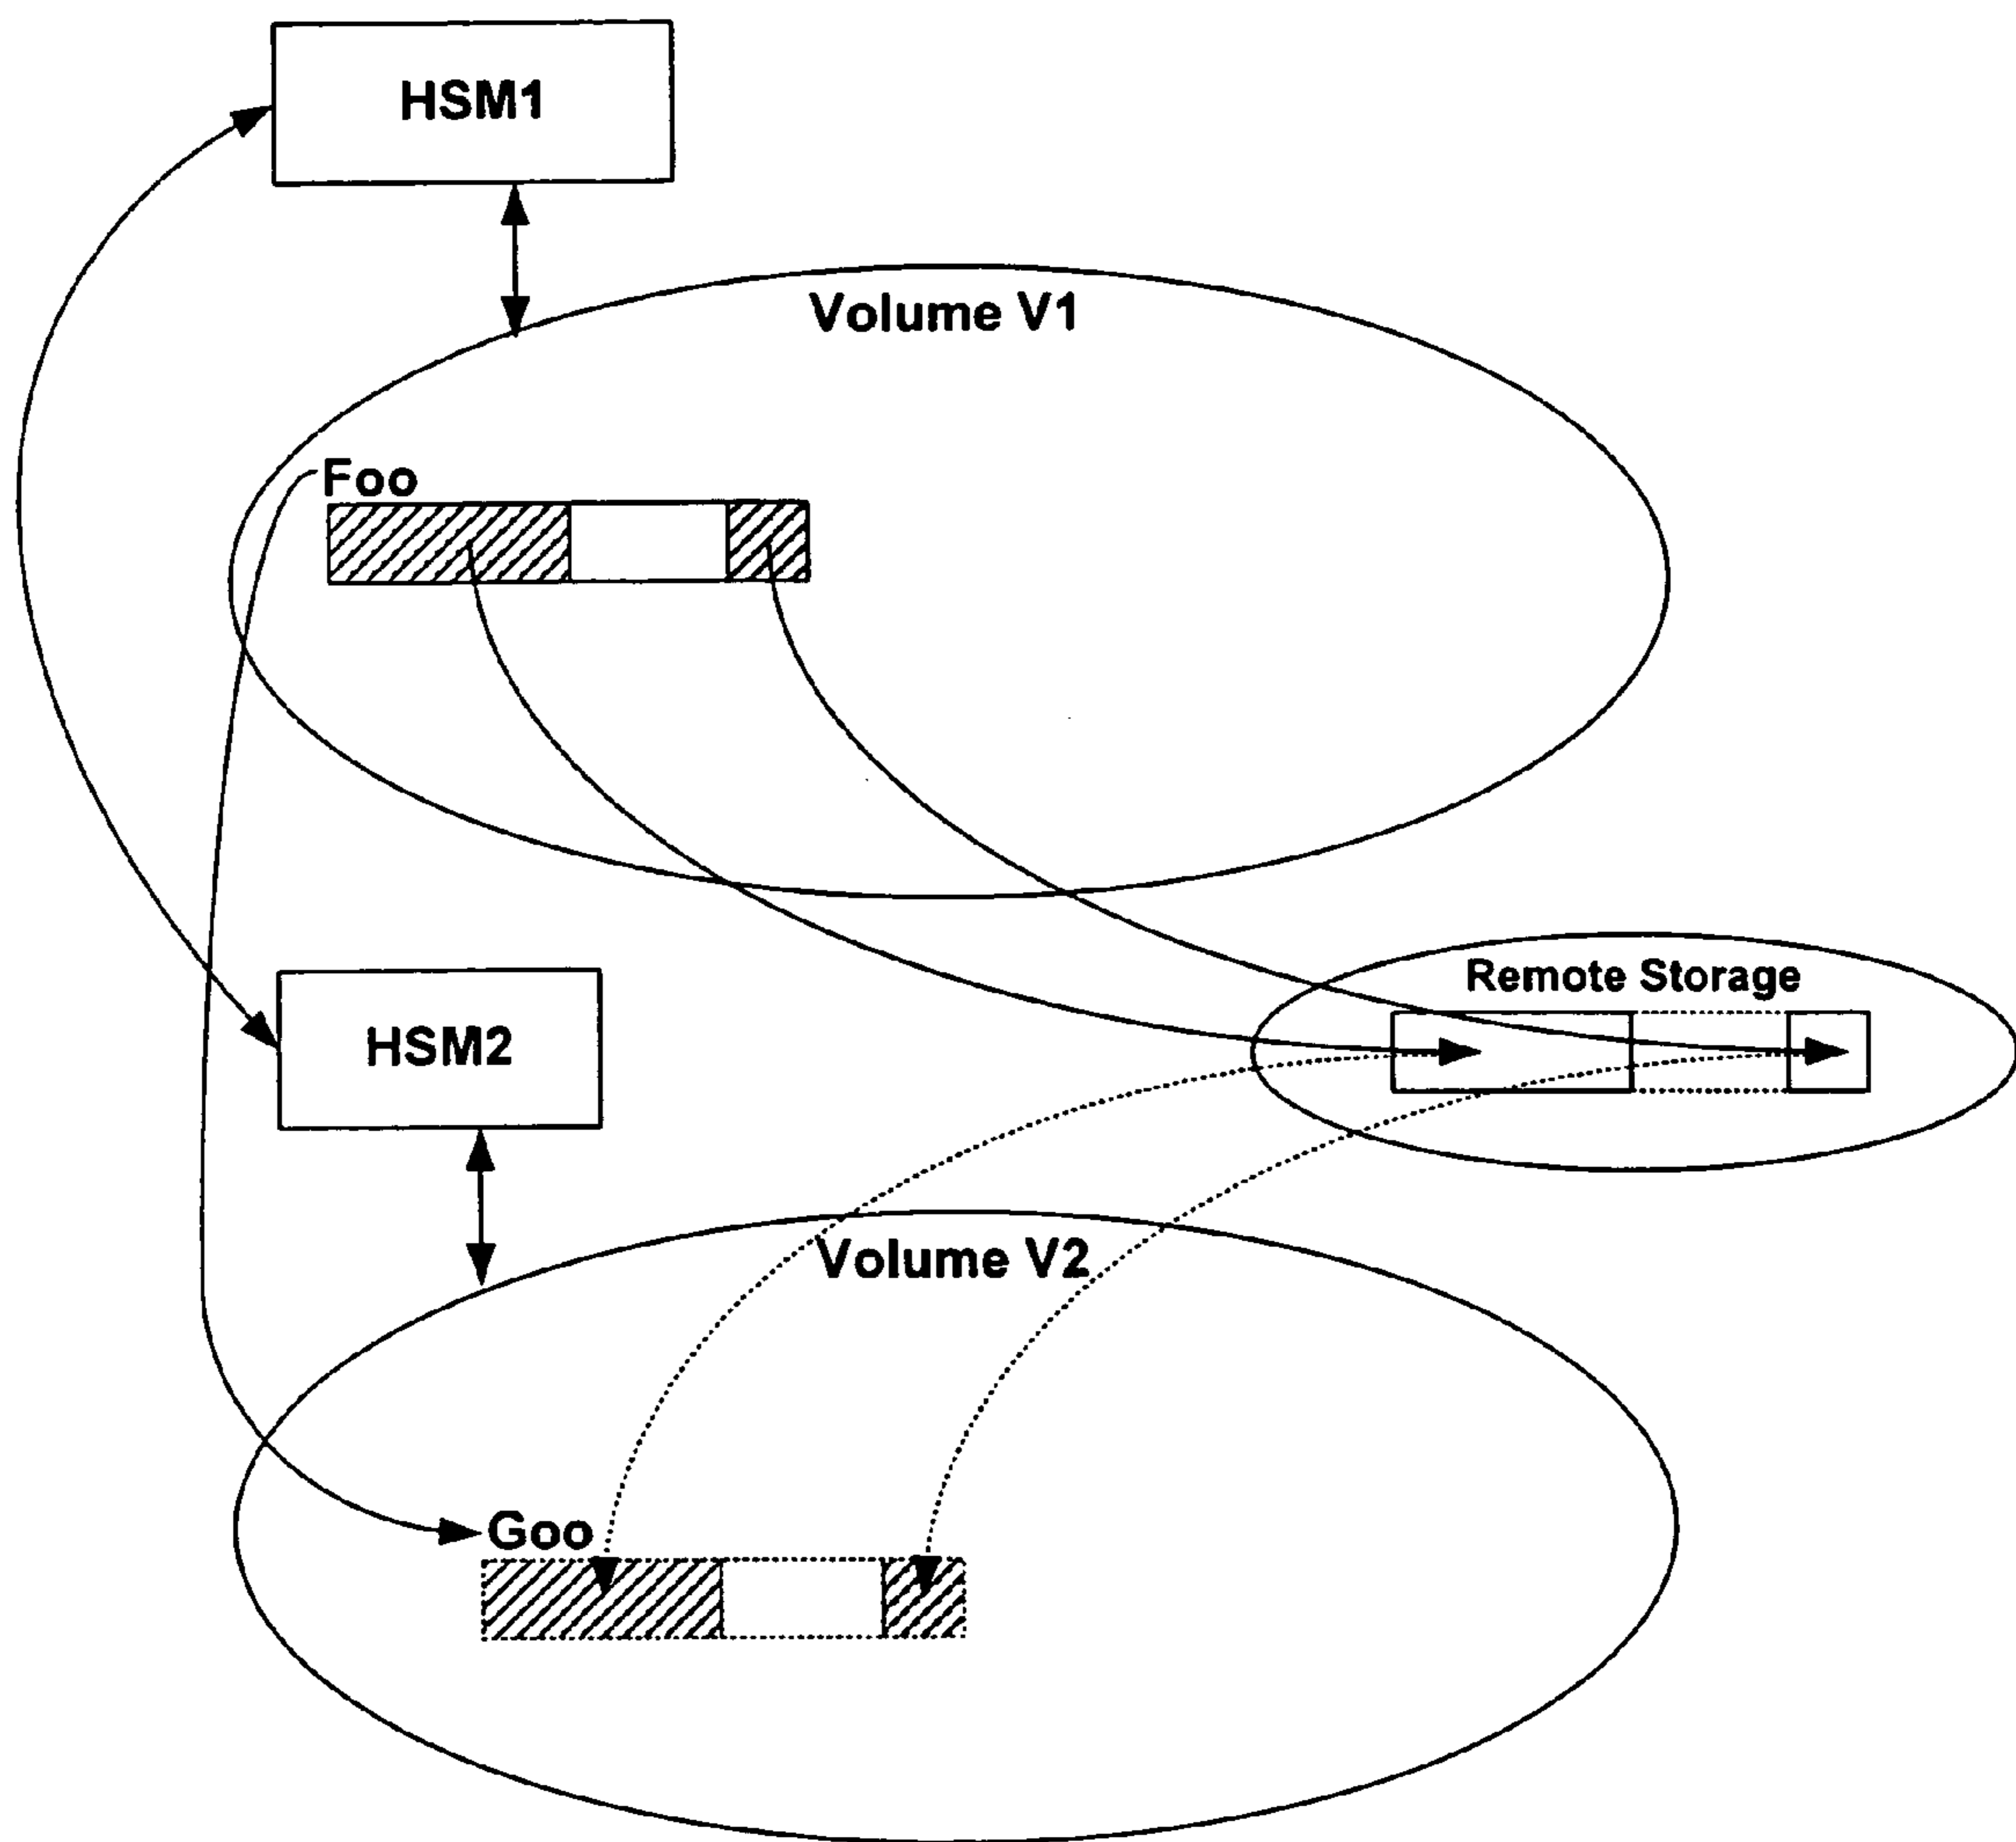 HSM1
Volume V1
Foo
Remote Storage
HSM2
Volume V2
Goo